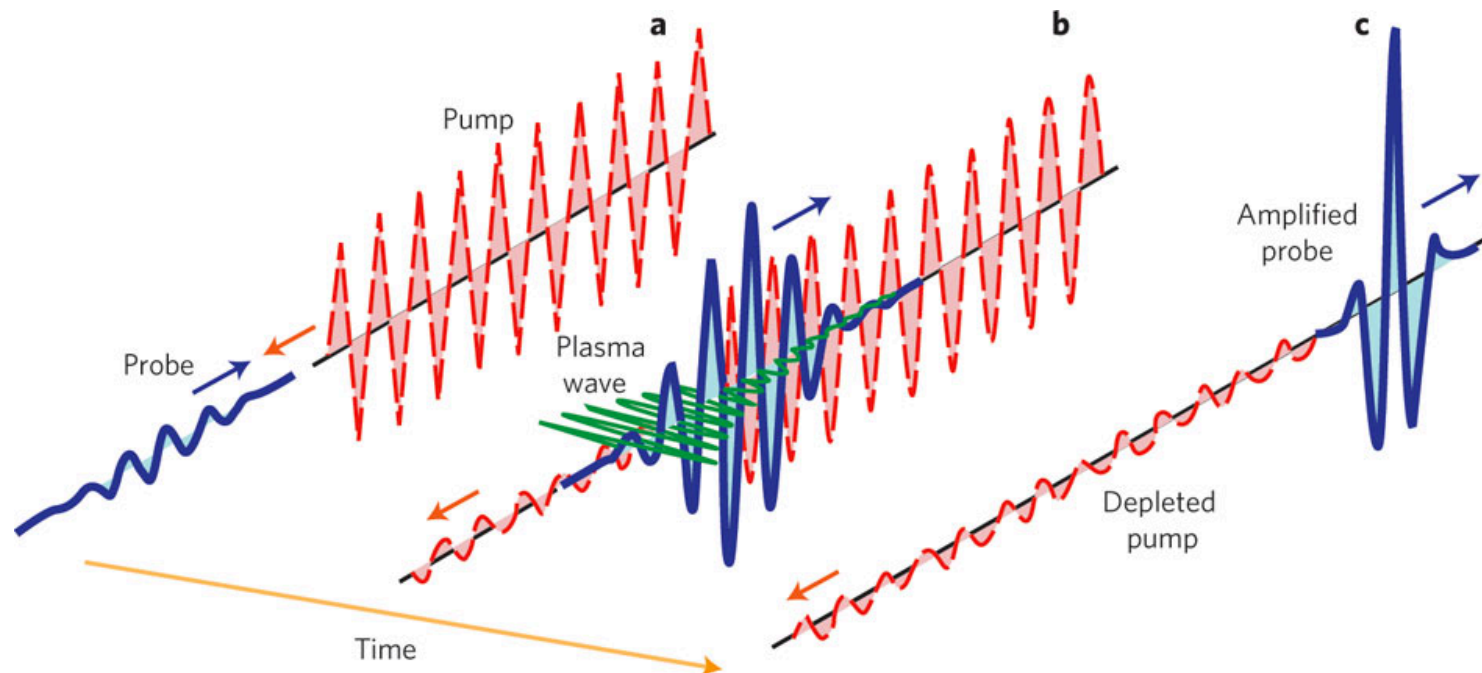 a
b
c
Pump
Probe
Plasma
wave
Amplified
probe
Depleted
pump
Time